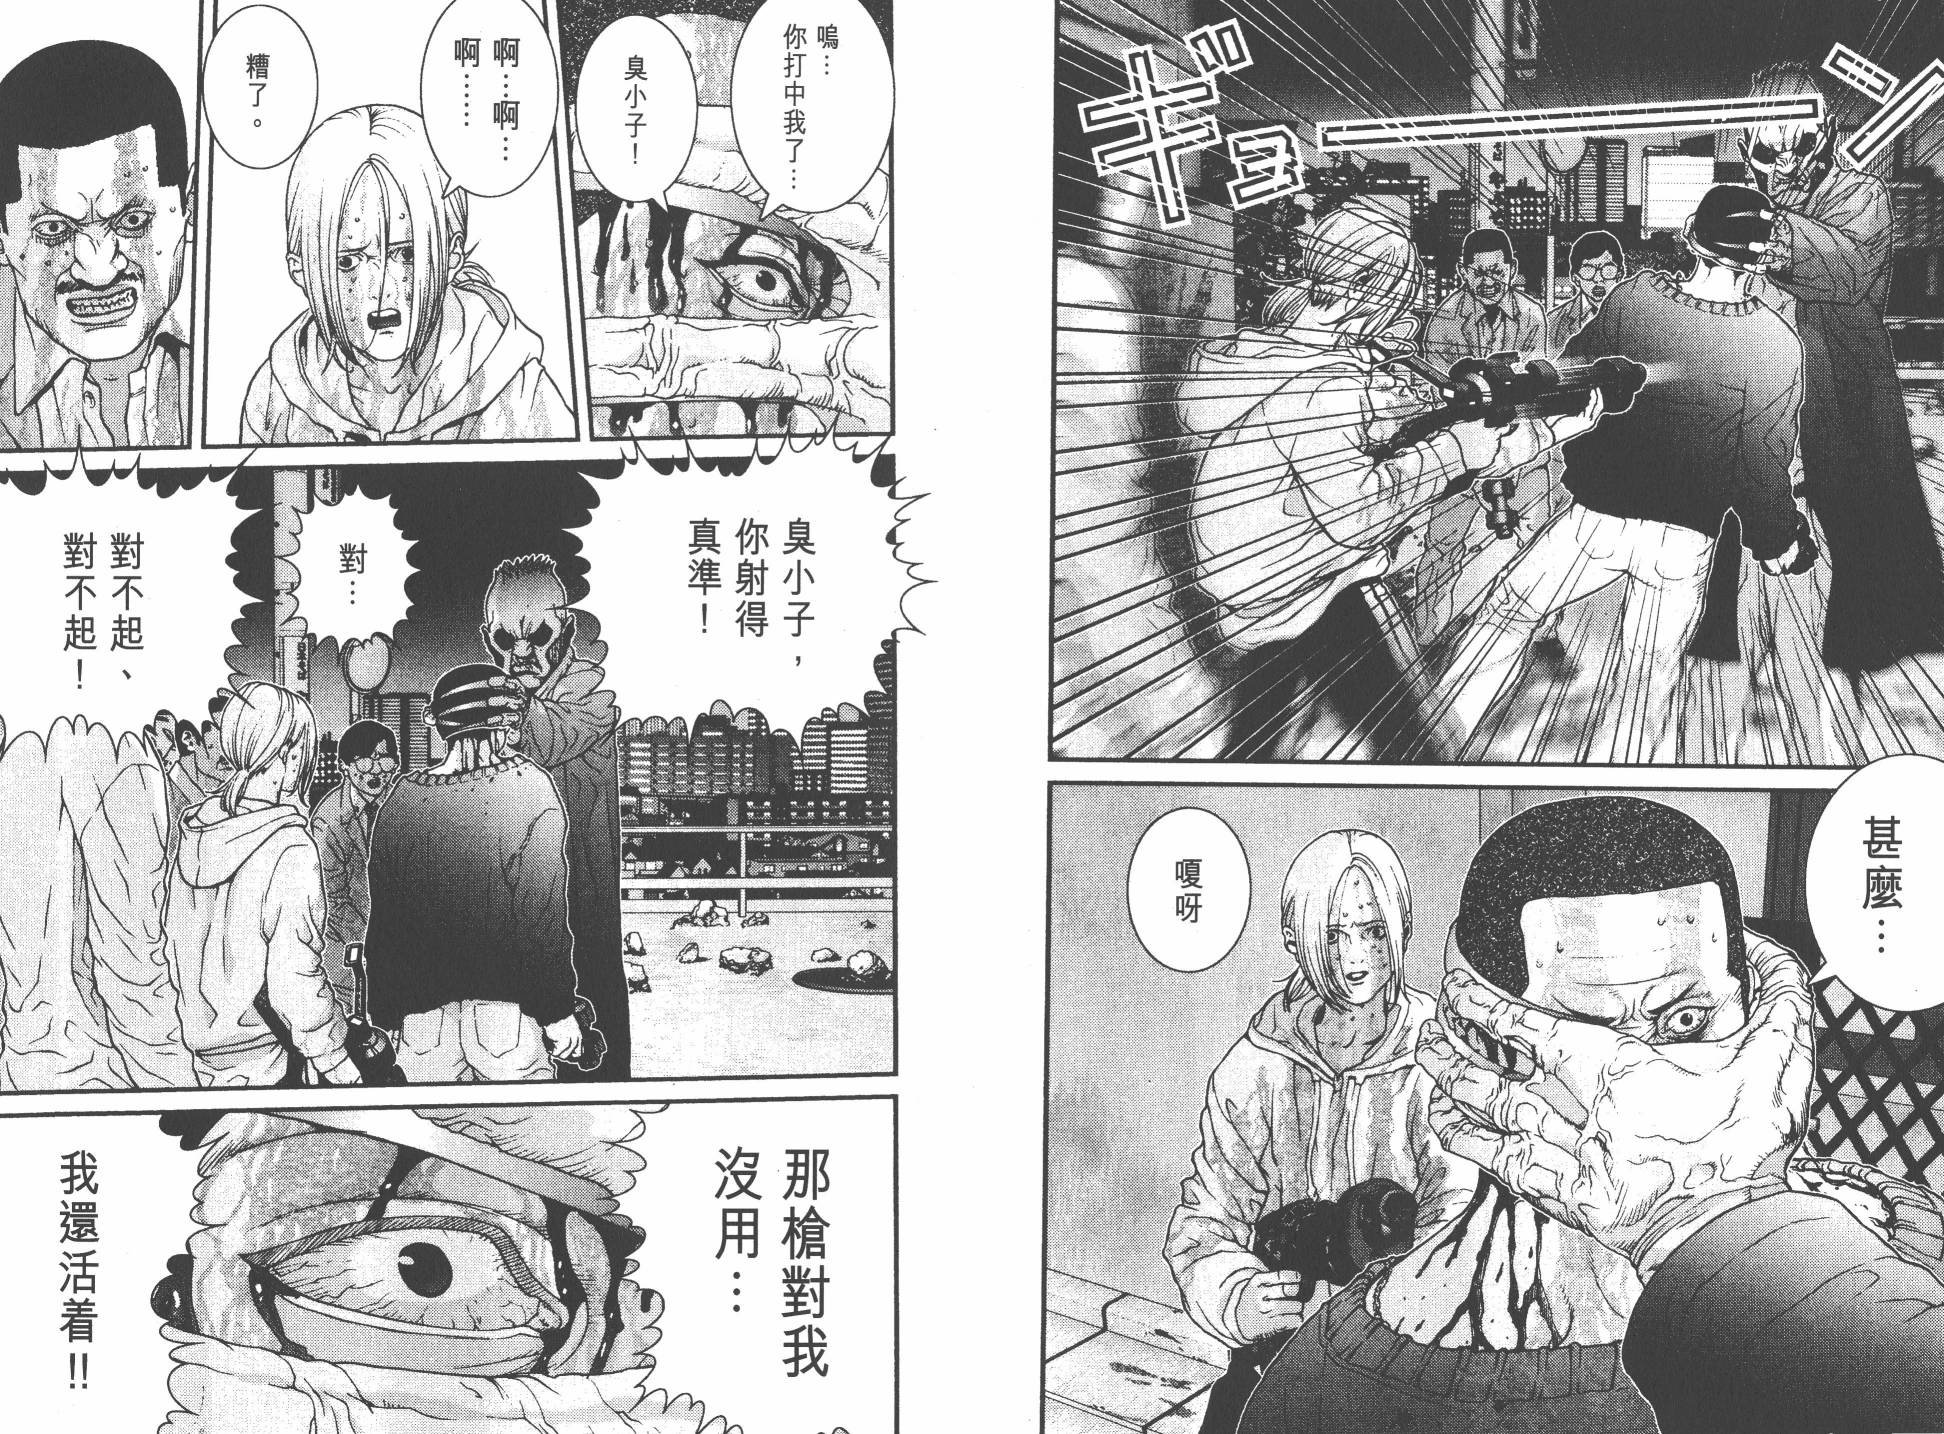 ギョーン
甚麼…
嗄呀
嗚…
你打中我了…
臭小子！
啊…啊…
啊……
糟了。
臭小子，
你射得
真準！
對…
對不起、
對不起！
那槍對我
沒用…
我還活着!!